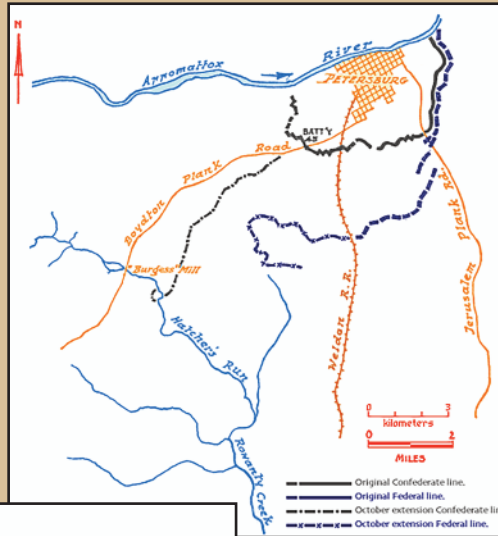 N
Appomattox
River
PETERSBURG
BATT'Y
45
Boydton Plank Road
"Burgess" Mill
Hatcher's Run
Weldon R.R.
Jerusalem Plank Rd.
Rowanty Creek
0 3
kilometers
0 2
MILES
Original Confederate line.
Original Federal line.
October extension Confederate lin
October extension Federal line.